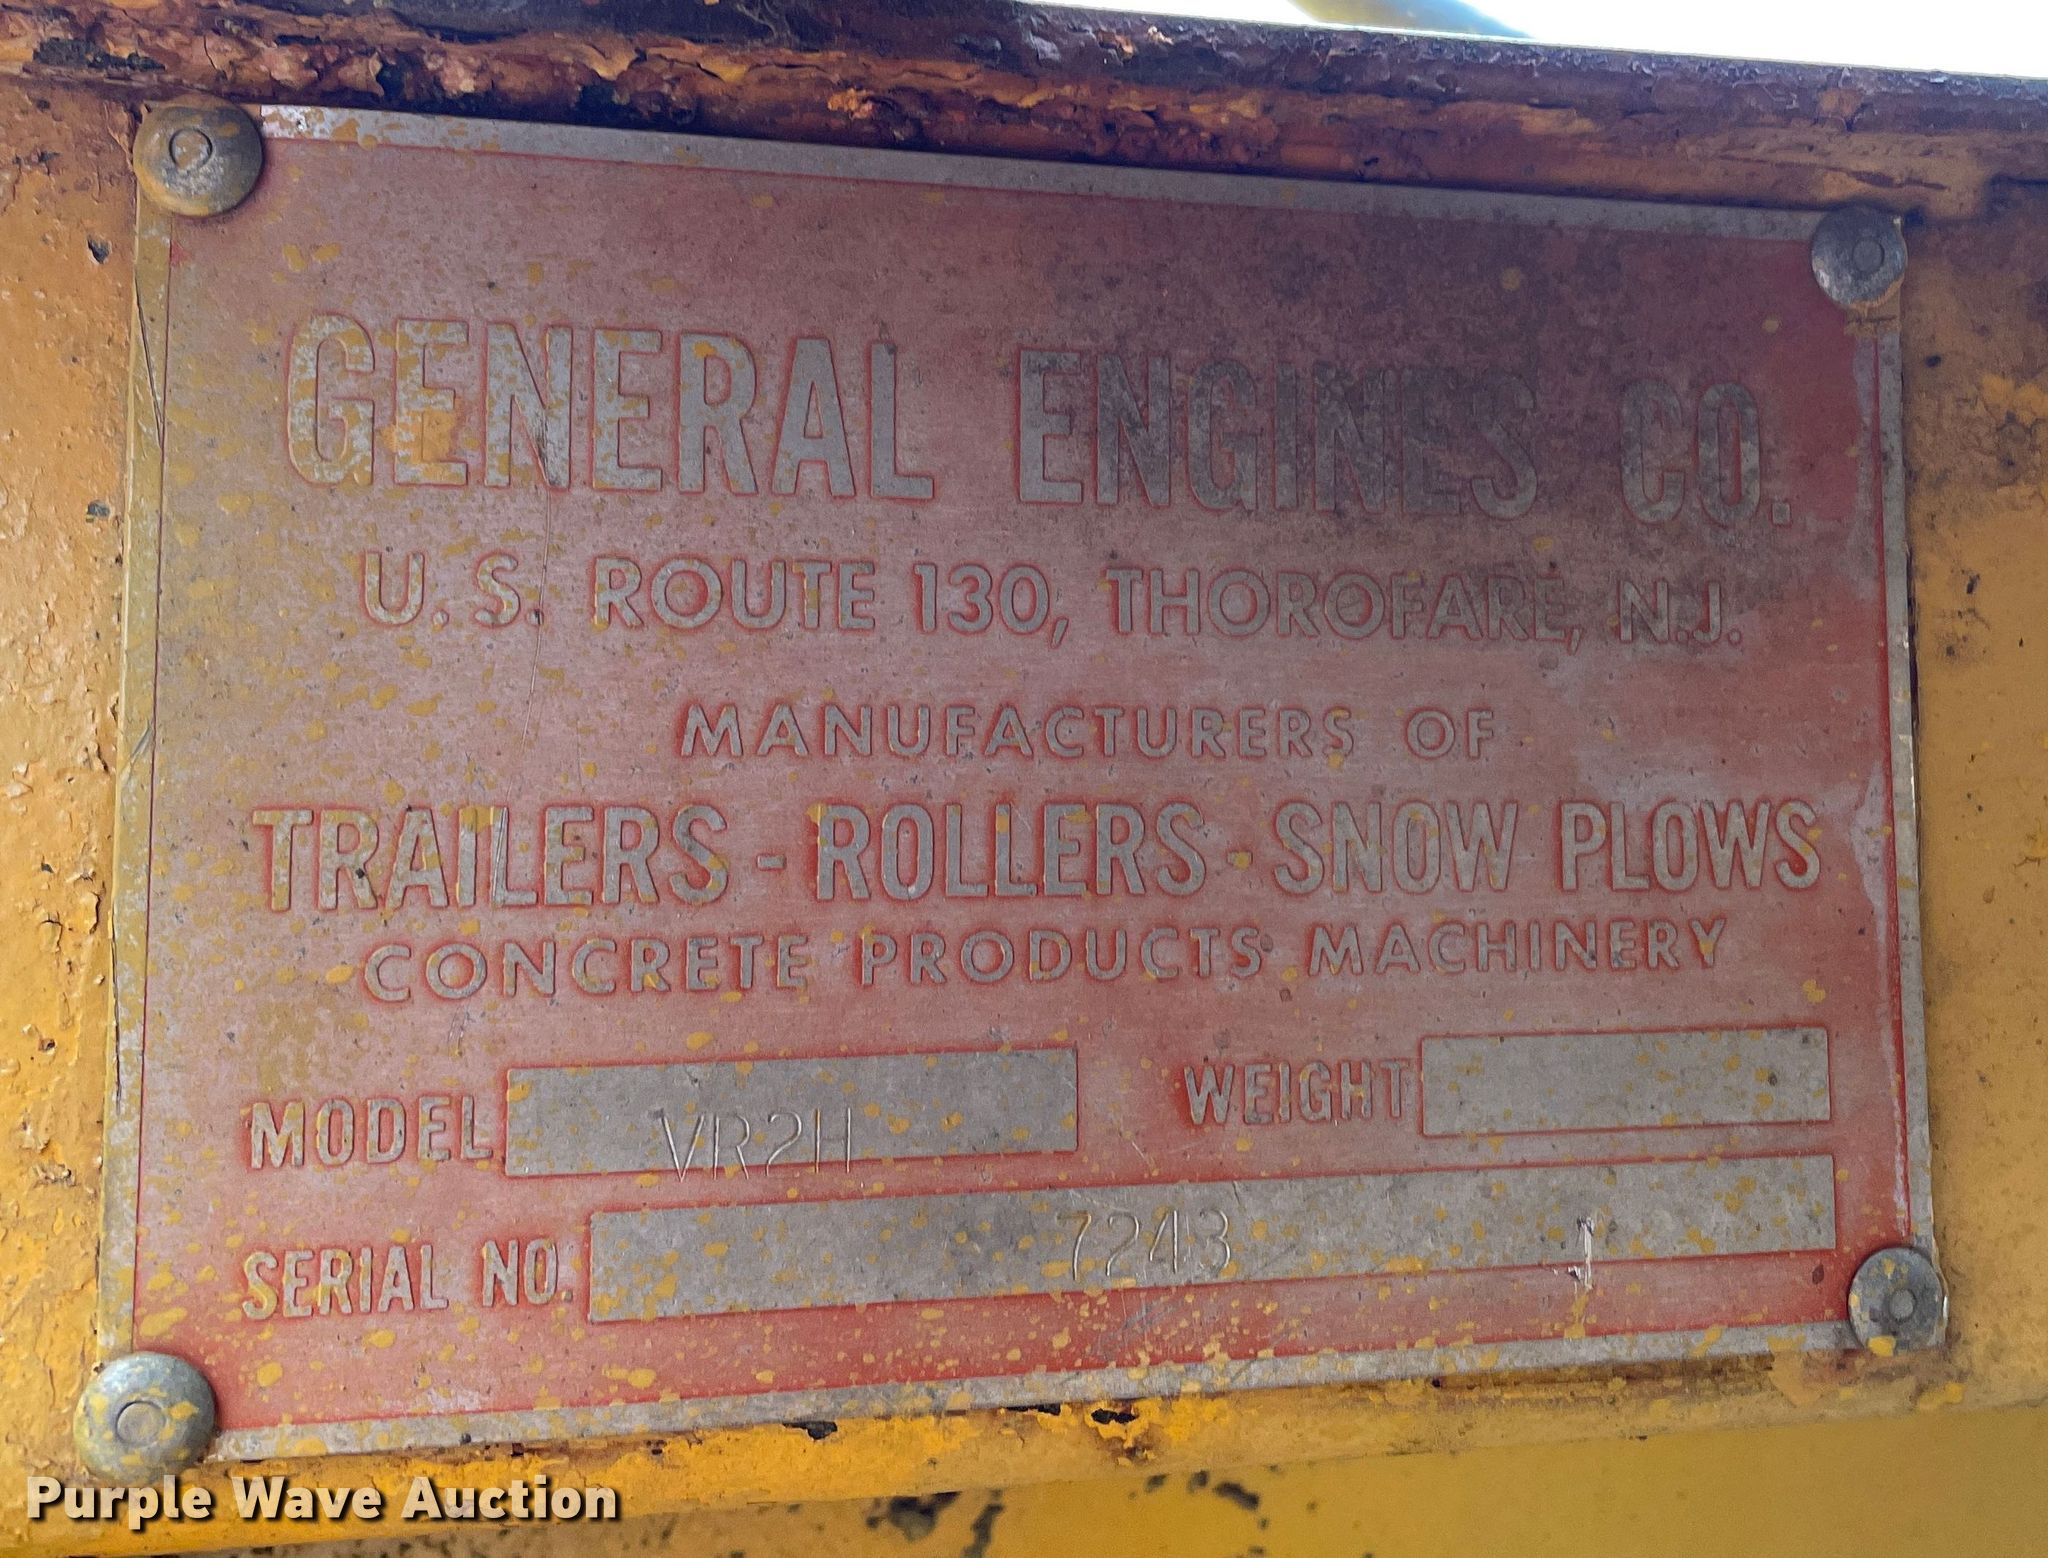 GENERAL ENGINES CO.
U.S. ROUTE 130, THOROFARE, N.J.
MANUFACTURERS OF
TRAILERS - ROLLERS - SNOW PLOWS
CONCRETE PRODUCTS MACHINERY
MODEL VR2H WEIGHT
SERIAL NO. 7243
Purple Wave Auction